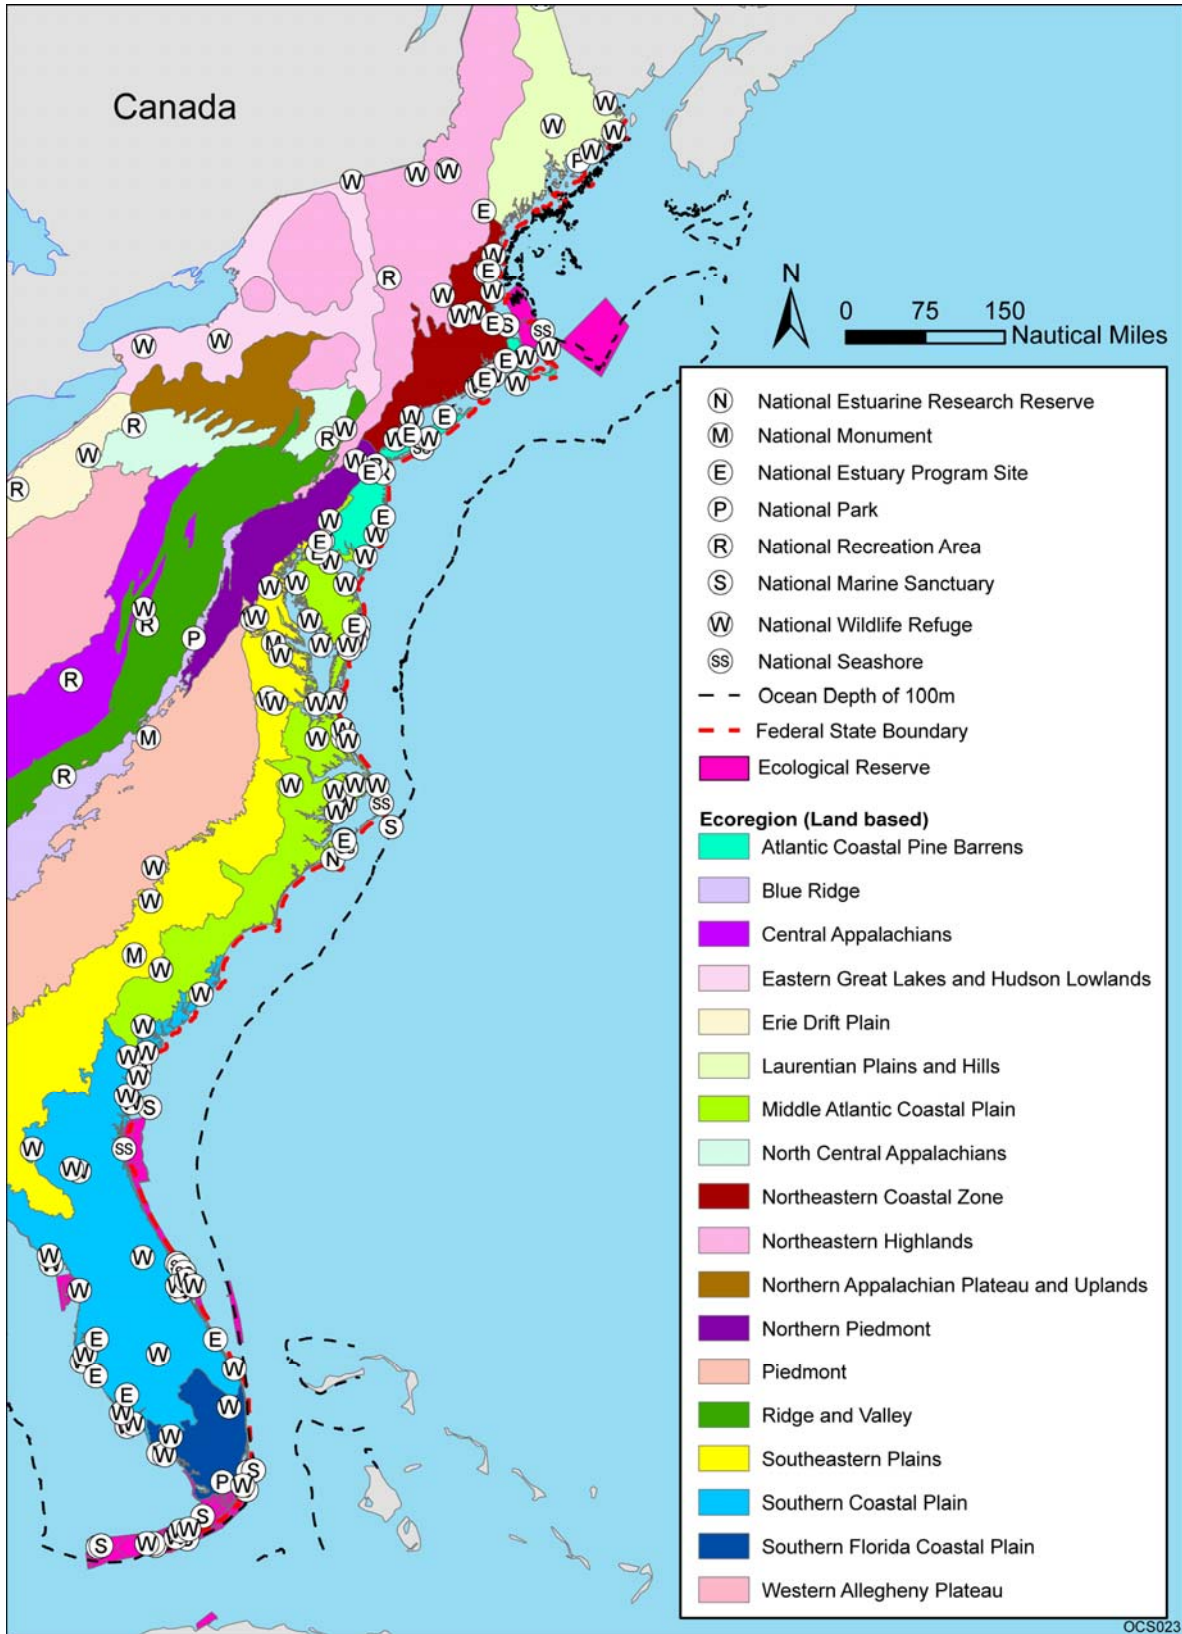 Canada
N
0 75 150
Nautical Miles
N National Estuarine Research Reserve
M National Monument
E National Estuary Program Site
P National Park
R National Recreation Area
S National Marine Sanctuary
W National Wildlife Refuge
SS National Seashore
Ocean Depth of 100m
Federal State Boundary
Ecological Reserve
Ecoregion (Land based)
Atlantic Coastal Pine Barrens
Blue Ridge
Central Appalachians
Eastern Great Lakes and Hudson Lowlands
Erie Drift Plain
Laurentian Plains and Hills
Middle Atlantic Coastal Plain
North Central Appalachians
Northeastern Coastal Zone
Northeastern Highlands
Northern Appalachian Plateau and Uplands
Northern Piedmont
Piedmont
Ridge and Valley
Southeastern Plains
Southern Coastal Plain
Southern Florida Coastal Plain
Western Allegheny Plateau
OCS023